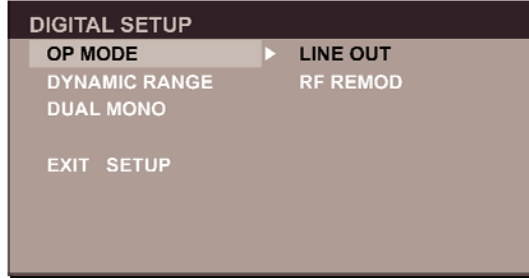 DIGITAL SETUP
OP MODE LINE OUT
DYNAMIC RANGE RF REMOD
DUAL MONO
EXIT SETUP